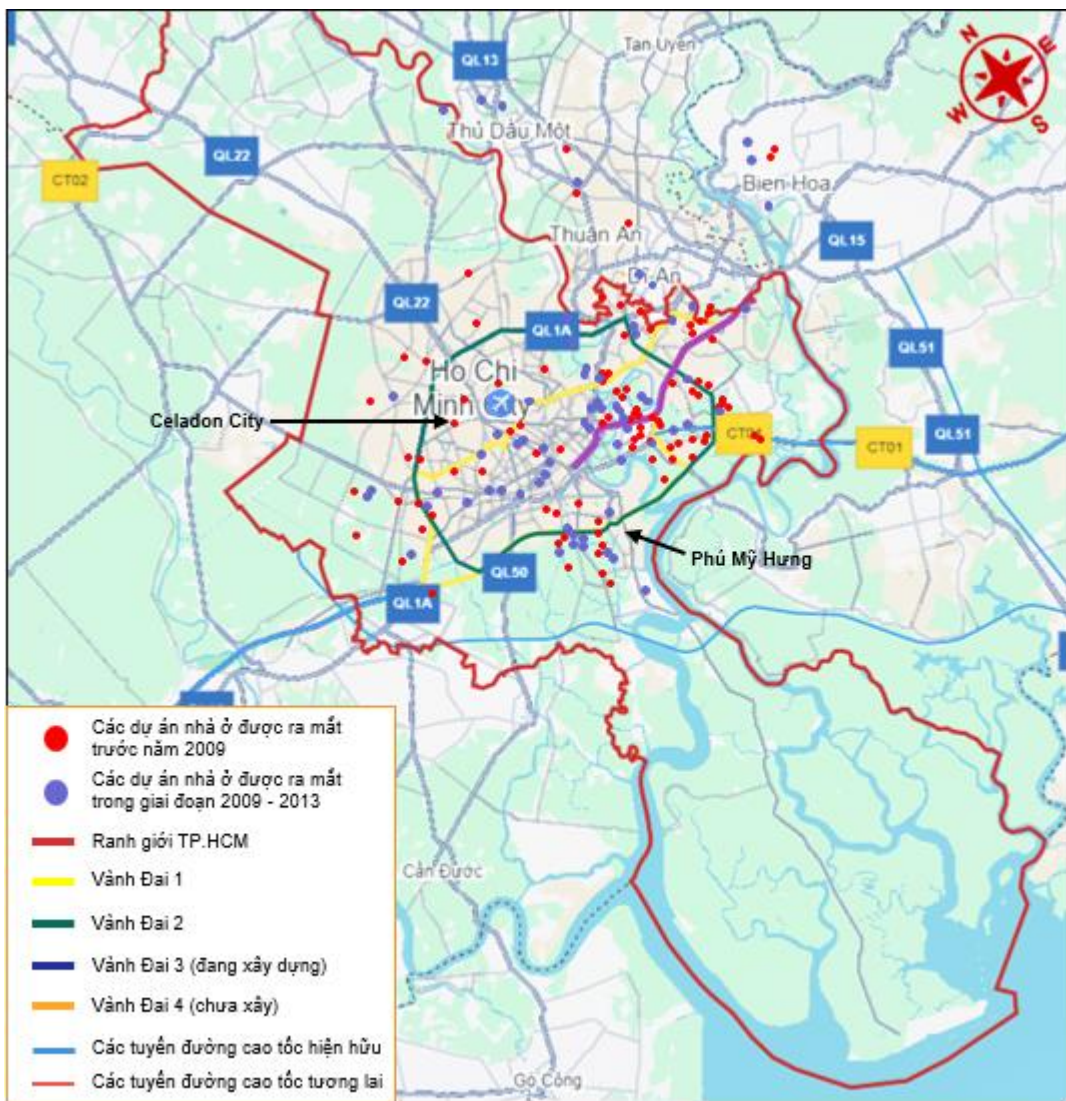 N
E
W
S
Tan Uyen
QL13
Thủ Dầu Một
QL22
CT02
Bien Hoa
Thuận An
QL15
Dĩ An
QL22
QL1A
QL51
Ho Chi
Minh City
Celadon City
CT01
QL51
Phú Mỹ Hưng
QL50
QL1A
Các dự án nhà ở được ra mắt
trước năm 2009
Các dự án nhà ở được ra mắt
trong giai đoạn 2009 - 2013
Ranh giới TP.HCM
Vành Đai 1
Vành Đai 2
Vành Đai 3 (đang xây dựng)
Vành Đai 4 (chưa xây)
Các tuyến đường cao tốc hiện hữu
Các tuyến đường cao tốc tương lai
Cần Đước
Gò Công